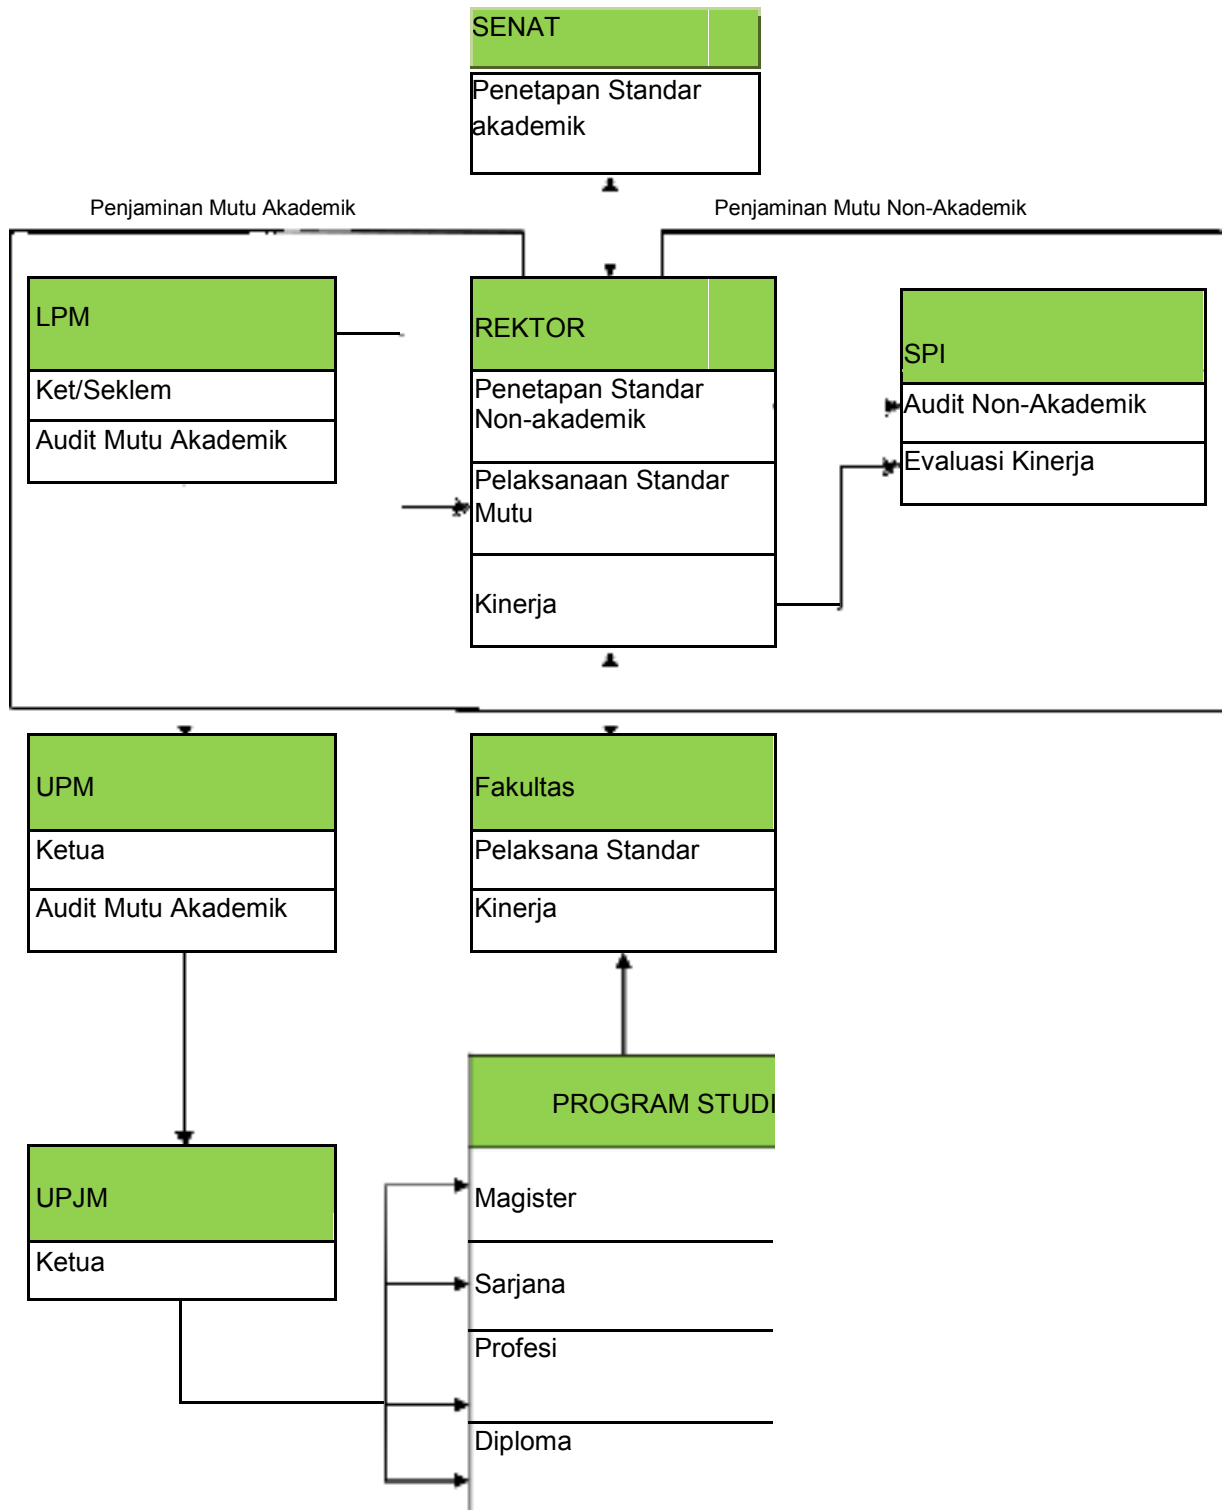 SENAT
Penetapan Standar
akademik
Penjaminan Mutu Akademik
Penjaminan Mutu Non-Akademik
LPM
Ket/Seklem
Audit Mutu Akademik
REKTOR
Penetapan Standar
Non-akademik
Pelaksanaan Standar
Mutu
Kinerja
SPI
Audit Non-Akademik
Evaluasi Kinerja
UPM
Ketua
Audit Mutu Akademik
Fakultas
Pelaksana Standar
Kinerja
PROGRAM STUDI
UPJM
Ketua
Magister
Sarjana
Profesi
Diploma